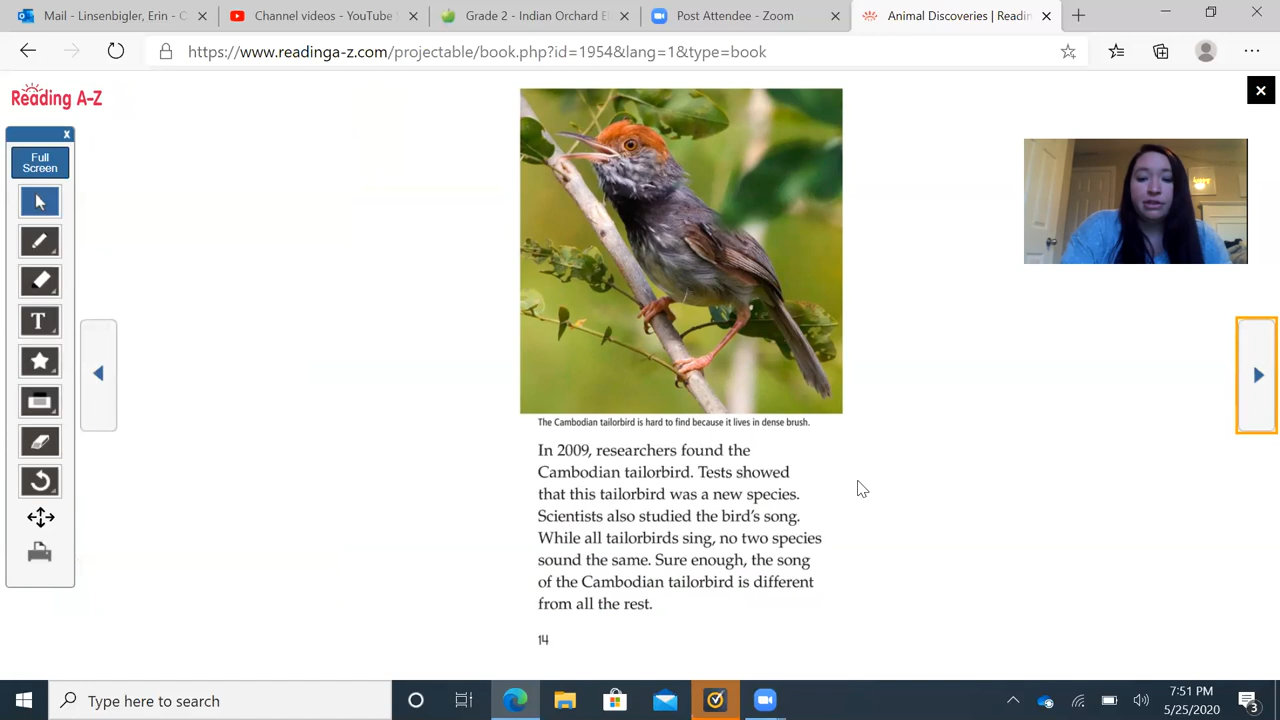 Mail - Linsenbigler, Erin - O
Channel videos - YouTube
Grade 2 - Indian Orchard El
Post Attendee - Zoom
Animal Discoveries | Readin
https://www.readinga-z.com/projectable/book.php?id=1954&lang=1&type=book
Reading A-Z
x
Full
Screen
T
The Cambodian tailorbird is hard to find because it lives in dense brush.
In 2009, researchers found the
Cambodian tailorbird. Tests showed
that this tailorbird was a new species.
Scientists also studied the bird's song.
While all tailorbirds sing, no two species
sound the same. Sure enough, the song
of the Cambodian tailorbird is different
from all the rest.
14
Type here to search
7:51 PM
5/25/2020
3